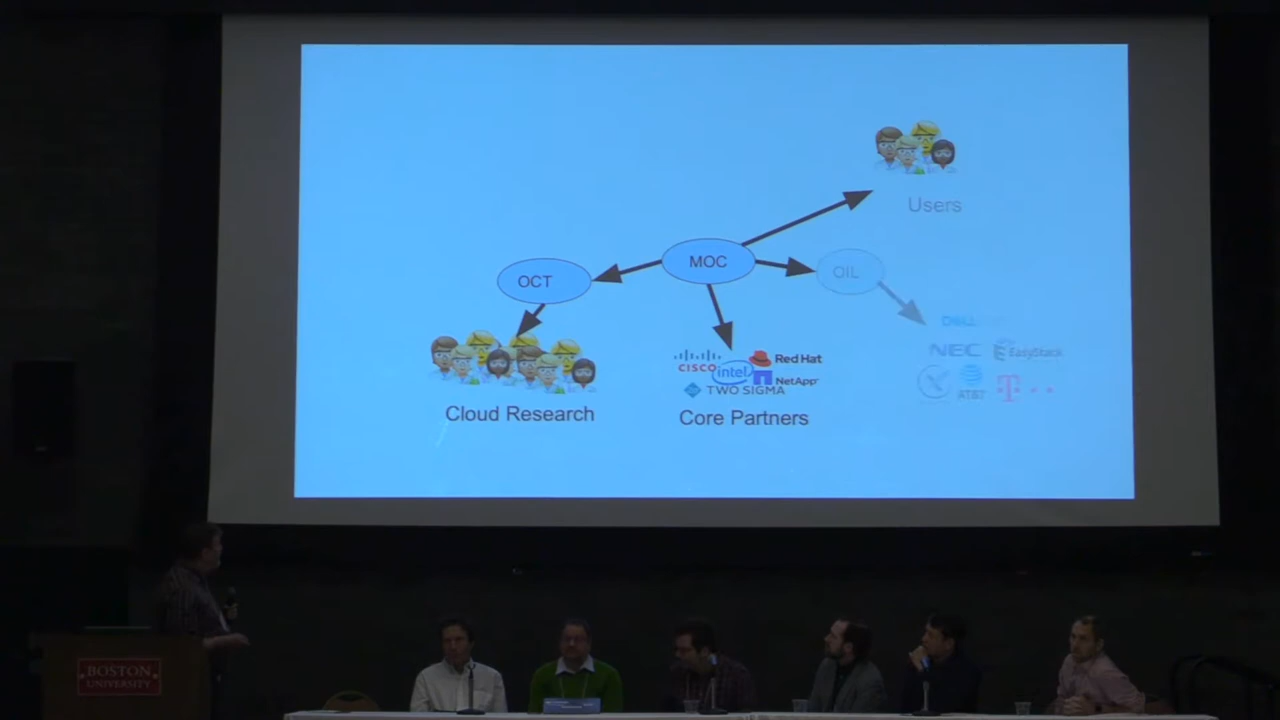 Users
MOC
OCT
OIL
DELL
CISCO
intel
Red Hat
NetApp
TWO SIGMA
NEC
EasyStack
AT&T
T
Cloud Research
Core Partners
BOSTON
UNIVERSITY